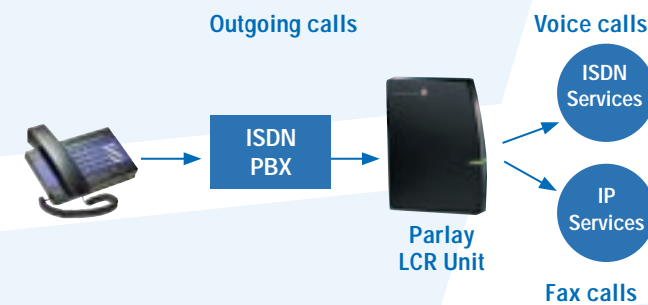 Outgoing calls
Voice calls
ISDN
Services
ISDN
PBX
IP
Services
Parlay
LCR Unit
Fax calls